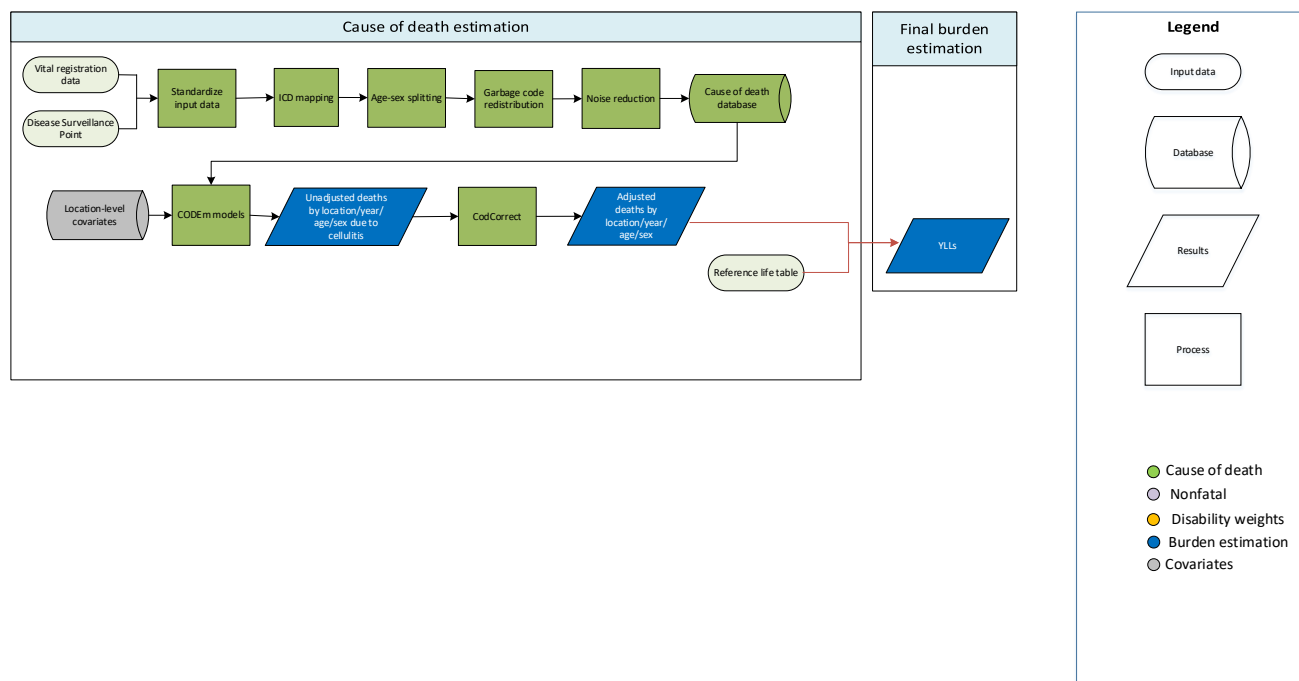 Cause of death estimation
Final burden
estimation
Legend
Vital registration
data
Disease Surveillance
Point
Standardize
input data
ICD mapping
Age-sex splitting
Garbage code
redistribution
Noise reduction
Cause of death
database
Location-level
covariates
CODEm models
Unadjusted deaths
by location/year/
age/sex due to
cellulitis
CodCorrect
Adjusted
deaths by
location/year/
age/sex
Reference life table
YLLs
Input data
Database
Results
Process
Cause of death
Nonfatal
Disability weights
Burden estimation
Covariates